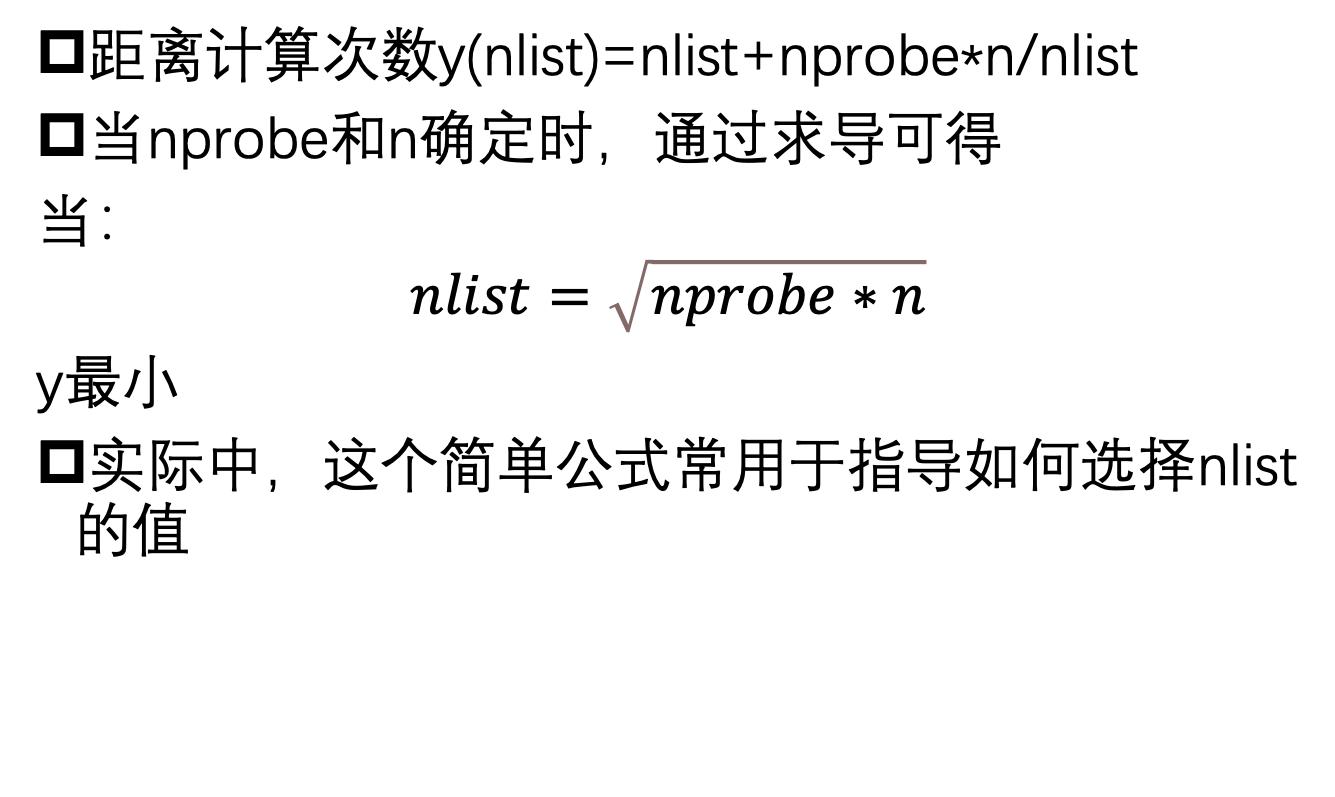 距离计算次数y(nlist)=nlist+nprobe*n/nlist
当nprobe和n确定时，通过求导可得
当：
nlist = √nprobe * n
y最小
实际中，这个简单公式常用于指导如何选择nlist
的值